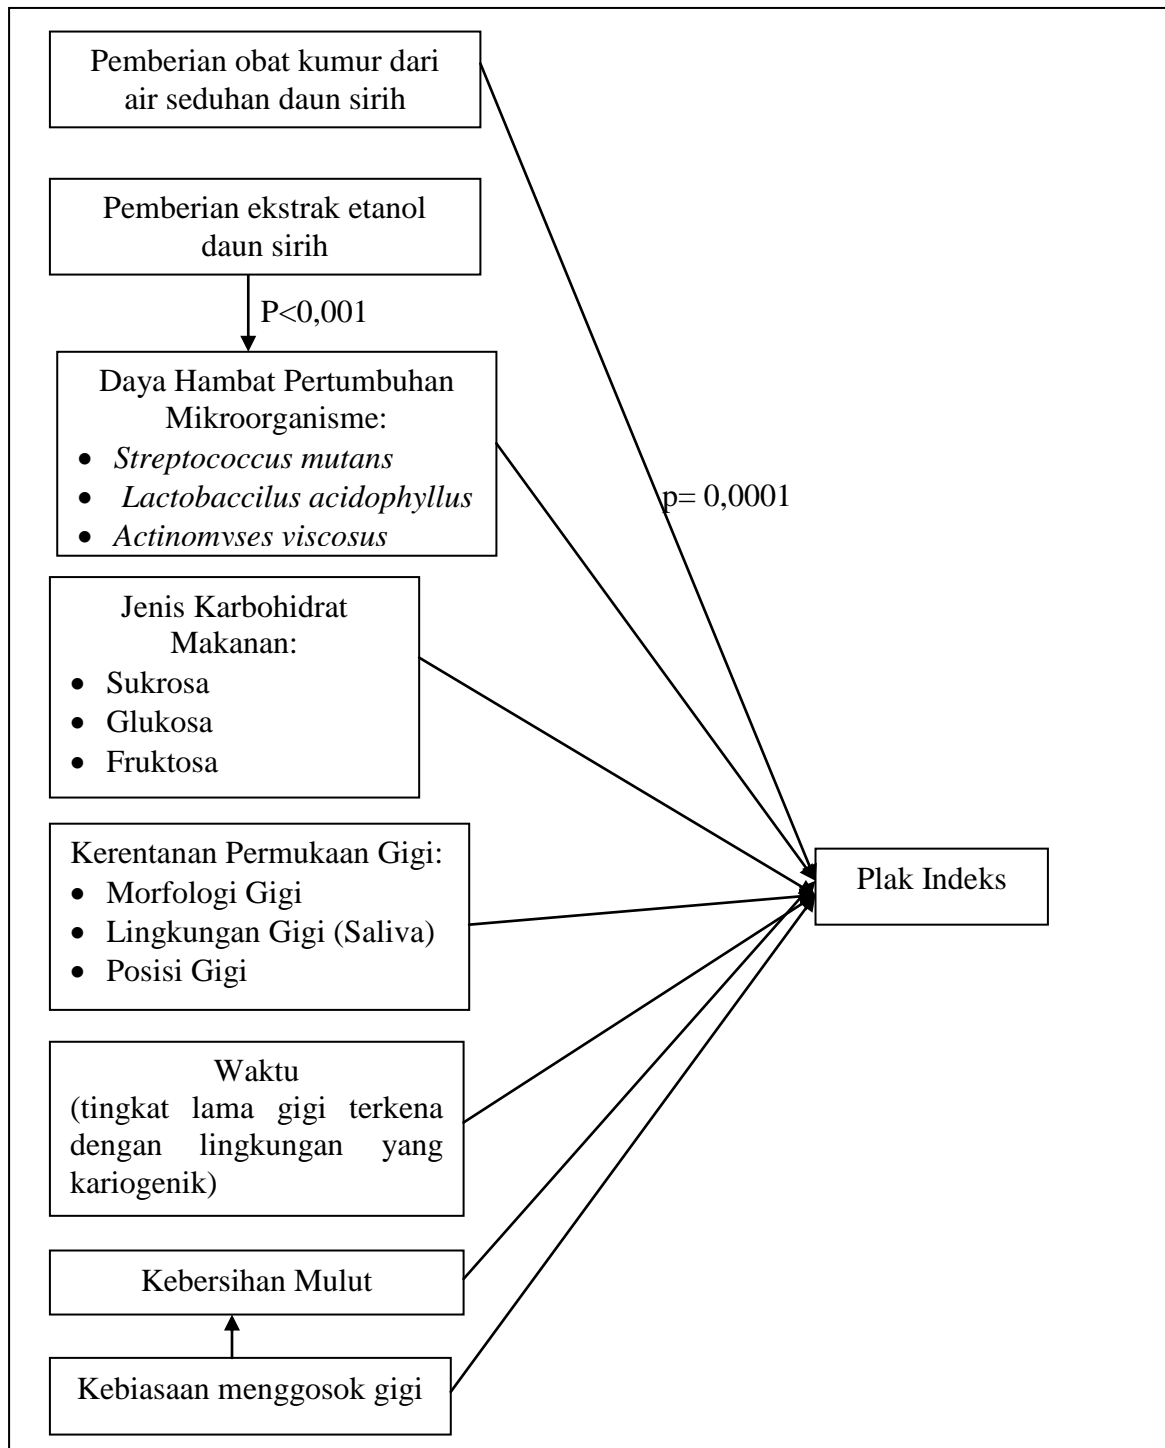 Pemberian obat kumur dari
air seduhan daun sirih
Pemberian ekstrak etanol
daun sirih
P<0,001
Daya Hambat Pertumbuhan
Mikroorganisme:
• Streptococcus mutans
• Lactobaccilus acidophyllus
• Actinomyses viscosus
p= 0,0001
Jenis Karbohidrat
Makanan:
• Sukrosa
• Glukosa
• Fruktosa
Kerentanan Permukaan Gigi:
• Morfologi Gigi
• Lingkungan Gigi (Saliva)
• Posisi Gigi
Plak Indeks
Waktu
(tingkat lama gigi terkena
dengan lingkungan yang
kariogenik)
Kebersihan Mulut
Kebiasaan menggosok gigi